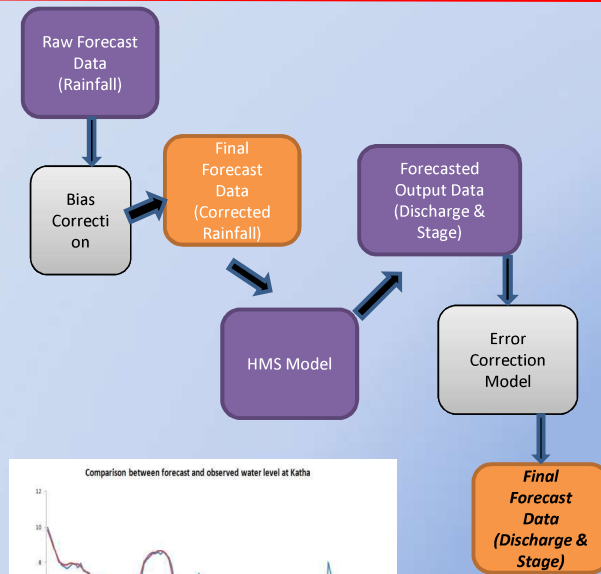 Raw Forecast
Data
(Rainfall)
Bias
Correcti
on
Final
Forecast
Data
(Corrected
Rainfall)
Forecasted
Output Data
(Discharge &
Stage)
HMS Model
Error
Correction
Model
Final
Forecast
Data
(Discharge &
Stage)
Comparison between forecast and observed water level at Katha
12
10
8